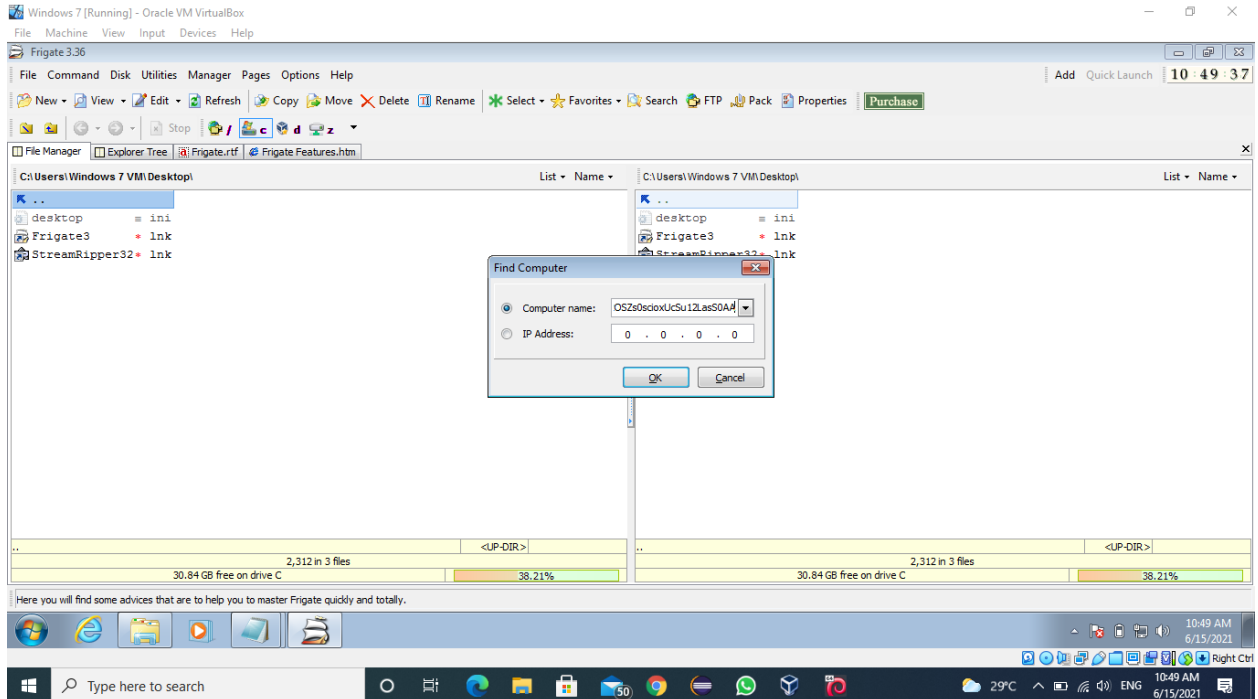 Windows 7 [Running] - Oracle VM VirtualBox
File Machine View Input Devices Help
Frigate 3.36
File Command Disk Utilities Manager Pages Options Help
Add Quick Launch 10:49:37
New View Edit Refresh Copy Move Delete Rename Select Favorites Search FTP Pack Properties Purchase
Stop / c d z
File Manager Explorer Tree Frigate.rtf Frigate Features.htm
C:\Users\Windows 7 VM\Desktop\ List Name
C:\Users\Windows 7 VM\Desktop\ List Name
..
desktop = ini
Frigate3 * lnk
StreamRipper32* lnk
..
desktop = ini
Frigate3 * lnk
StreamRipper32* lnk
Find Computer
Computer name: OSZs0scioxUcSu12LasS0AA
IP Address: 0 . 0 . 0 . 0
OK Cancel
.. <UP-DIR>
2,312 in 3 files
30.84 GB free on drive C 38.21%
.. <UP-DIR>
2,312 in 3 files
30.84 GB free on drive C 38.21%
Here you will find some advices that are to help you to master Frigate quickly and totally.
10:49 AM
6/15/2021
Right Ctrl
Type here to search
50
29°C ENG
10:49 AM
6/15/2021